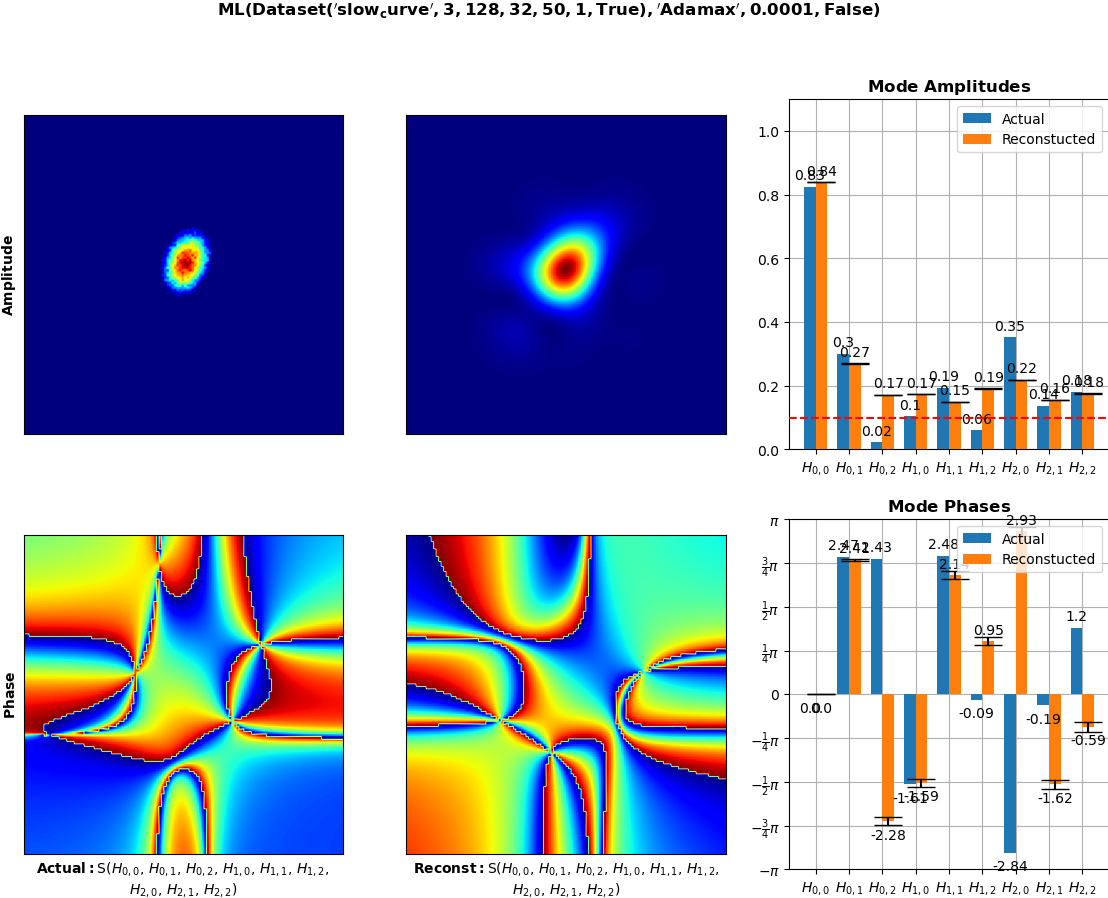 ML(Dataset('slow_curve', 3, 128, 32, 50, 1, True), 'Adamax', 0.0001, False)
Amplitude
Mode Amplitudes
Actual
Reconstucted
1.0
0.8
0.6
0.4
0.2
0.0
0.83 0.84
0.3 0.27
0.02 0.17
0.1 0.17
0.19 0.15
0.06 0.19
0.35 0.22
0.14 0.16
0.18 0.18
H0,0 H0,1 H0,2 H1,0 H1,1 H1,2 H2,0 H2,1 H2,2
Phase
Actual: S(H0,0, H0,1, H0,2, H1,0, H1,1, H1,2,
H2,0, H2,1, H2,2)
Reconst: S(H0,0, H0,1, H0,2, H1,0, H1,1, H1,2,
H2,0, H2,1, H2,2)
Mode Phases
Actual
Reconstucted
π
3/4π
1/2π
1/4π
0
−1/4π
−1/2π
−3/4π
−π
0.0 0.0
2.43 -2.28
-1.59
2.48
-0.09 0.95
-2.84 2.93
-0.19 -1.62
1.2 -0.59
H0,0 H0,1 H0,2 H1,0 H1,1 H1,2 H2,0 H2,1 H2,2